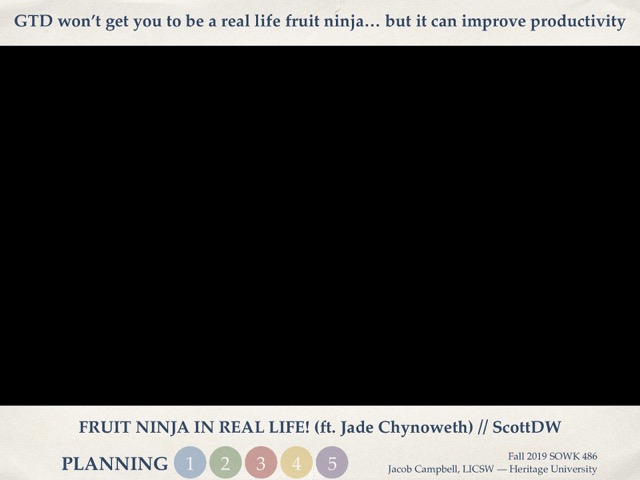 GTD won’t get you to be a real life fruit ninja… but it can improve productivity
FRUIT NINJA IN REAL LIFE! (ft. Jade Chynoweth) // ScottDW
PLANNING 1 2 3 4 5
Fall 2019 SOWK 486
Jacob Campbell, LICSW — Heritage University